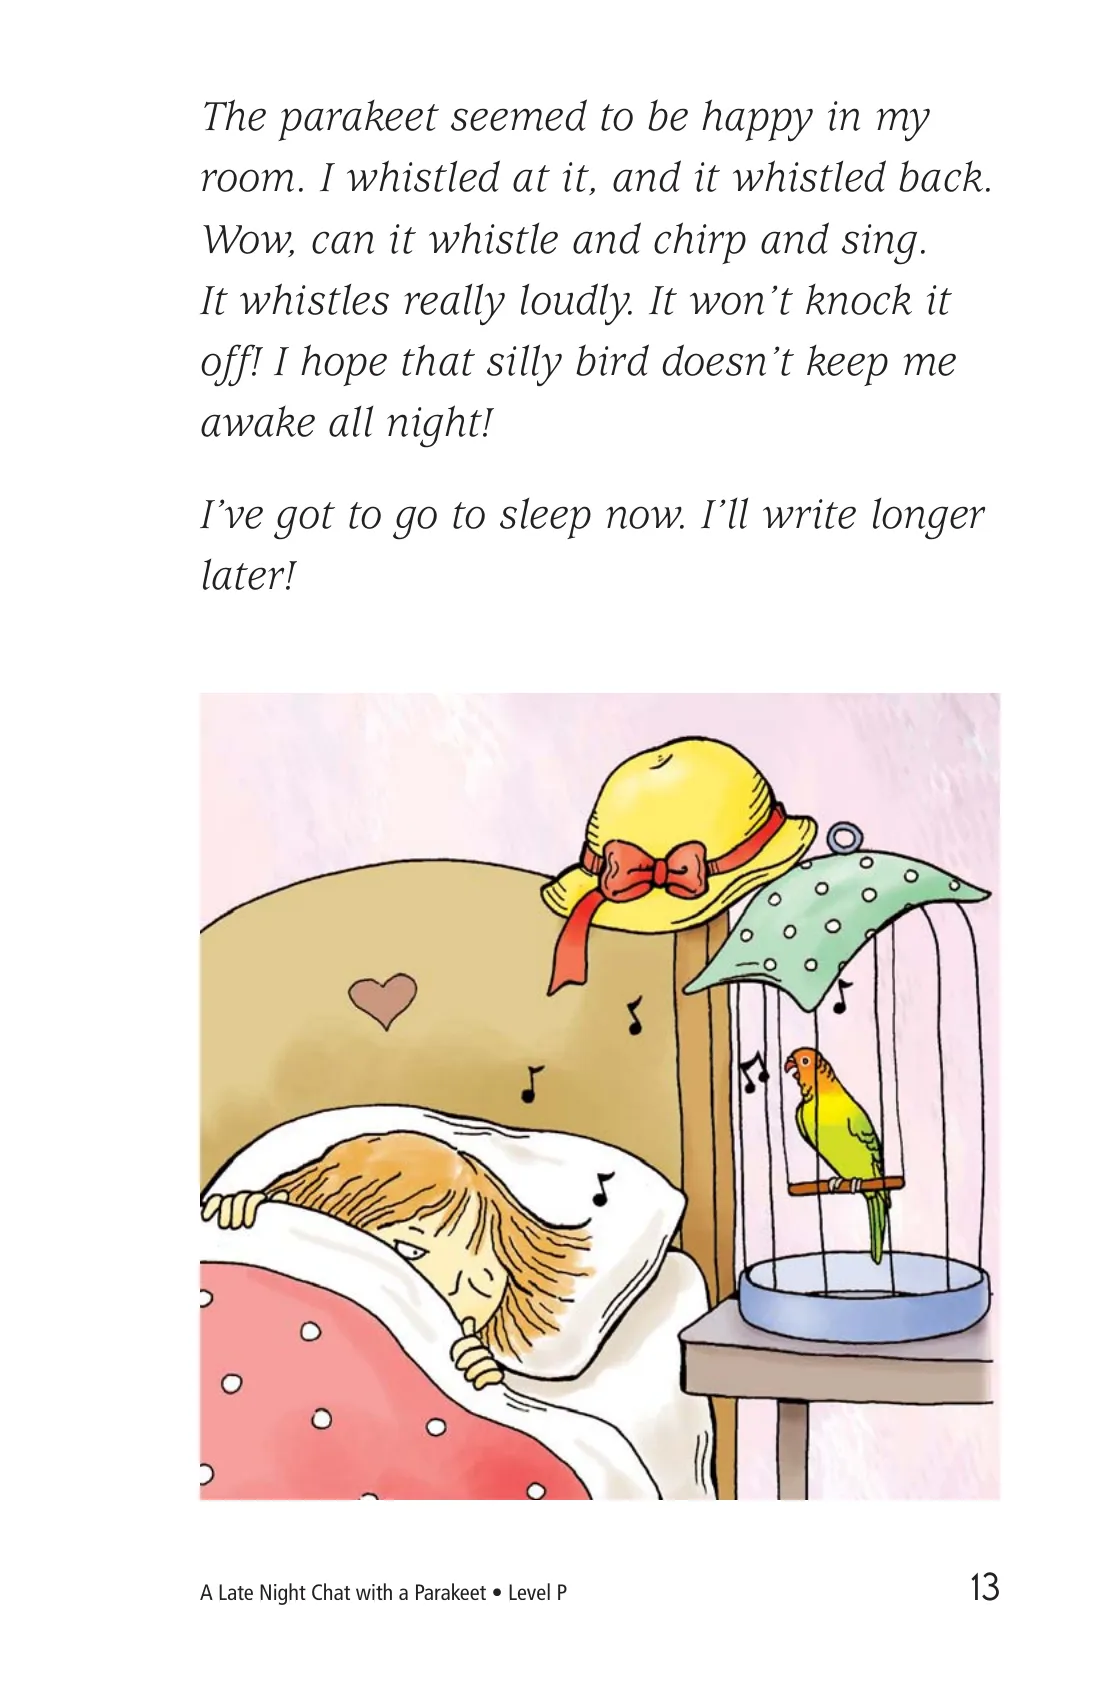 The parakeet seemed to be happy in my
room. I whistled at it, and it whistled back.
Wow, can it whistle and chirp and sing.
It whistles really loudly. It won’t knock it
off! I hope that silly bird doesn’t keep me
awake all night!
I’ve got to go to sleep now. I’ll write longer
later!
A Late Night Chat with a Parakeet • Level P
13